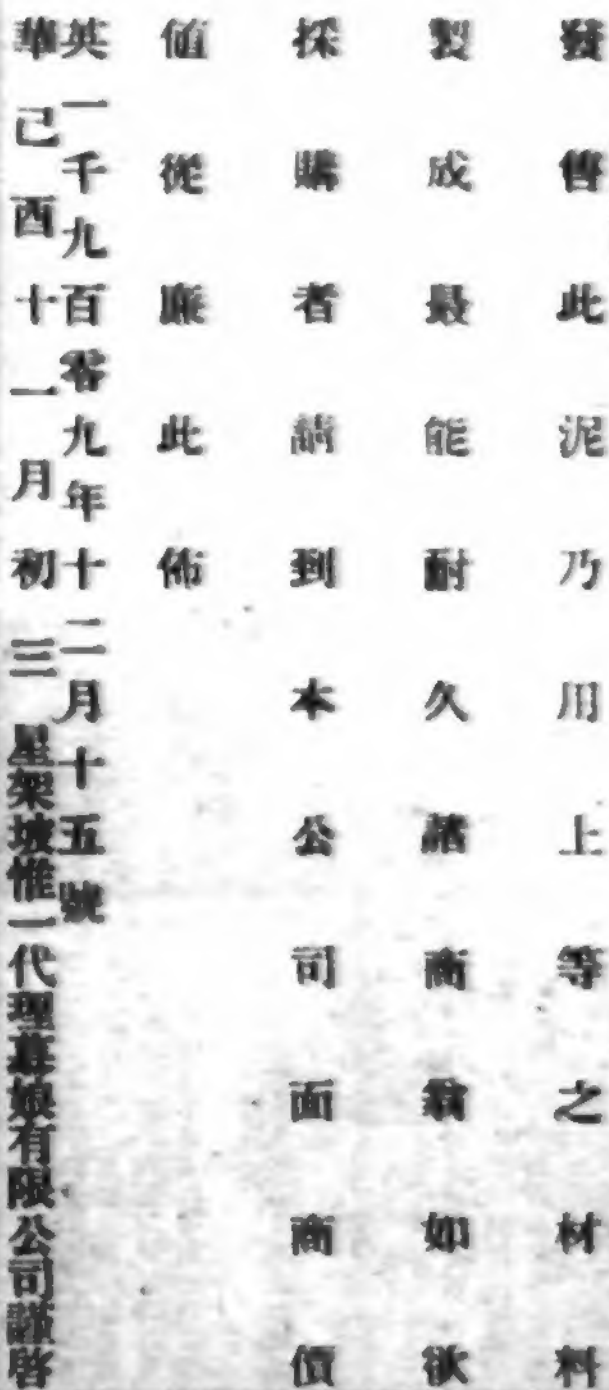 發售此泥乃用上等之材料
製成最能耐久諸商翁如欲
採購者請到本公司面商價
值從廉此佈
英一千九百零九年十二月十五號
華己酉十一月初三
星架坡惟一代理 有限公司謹啓